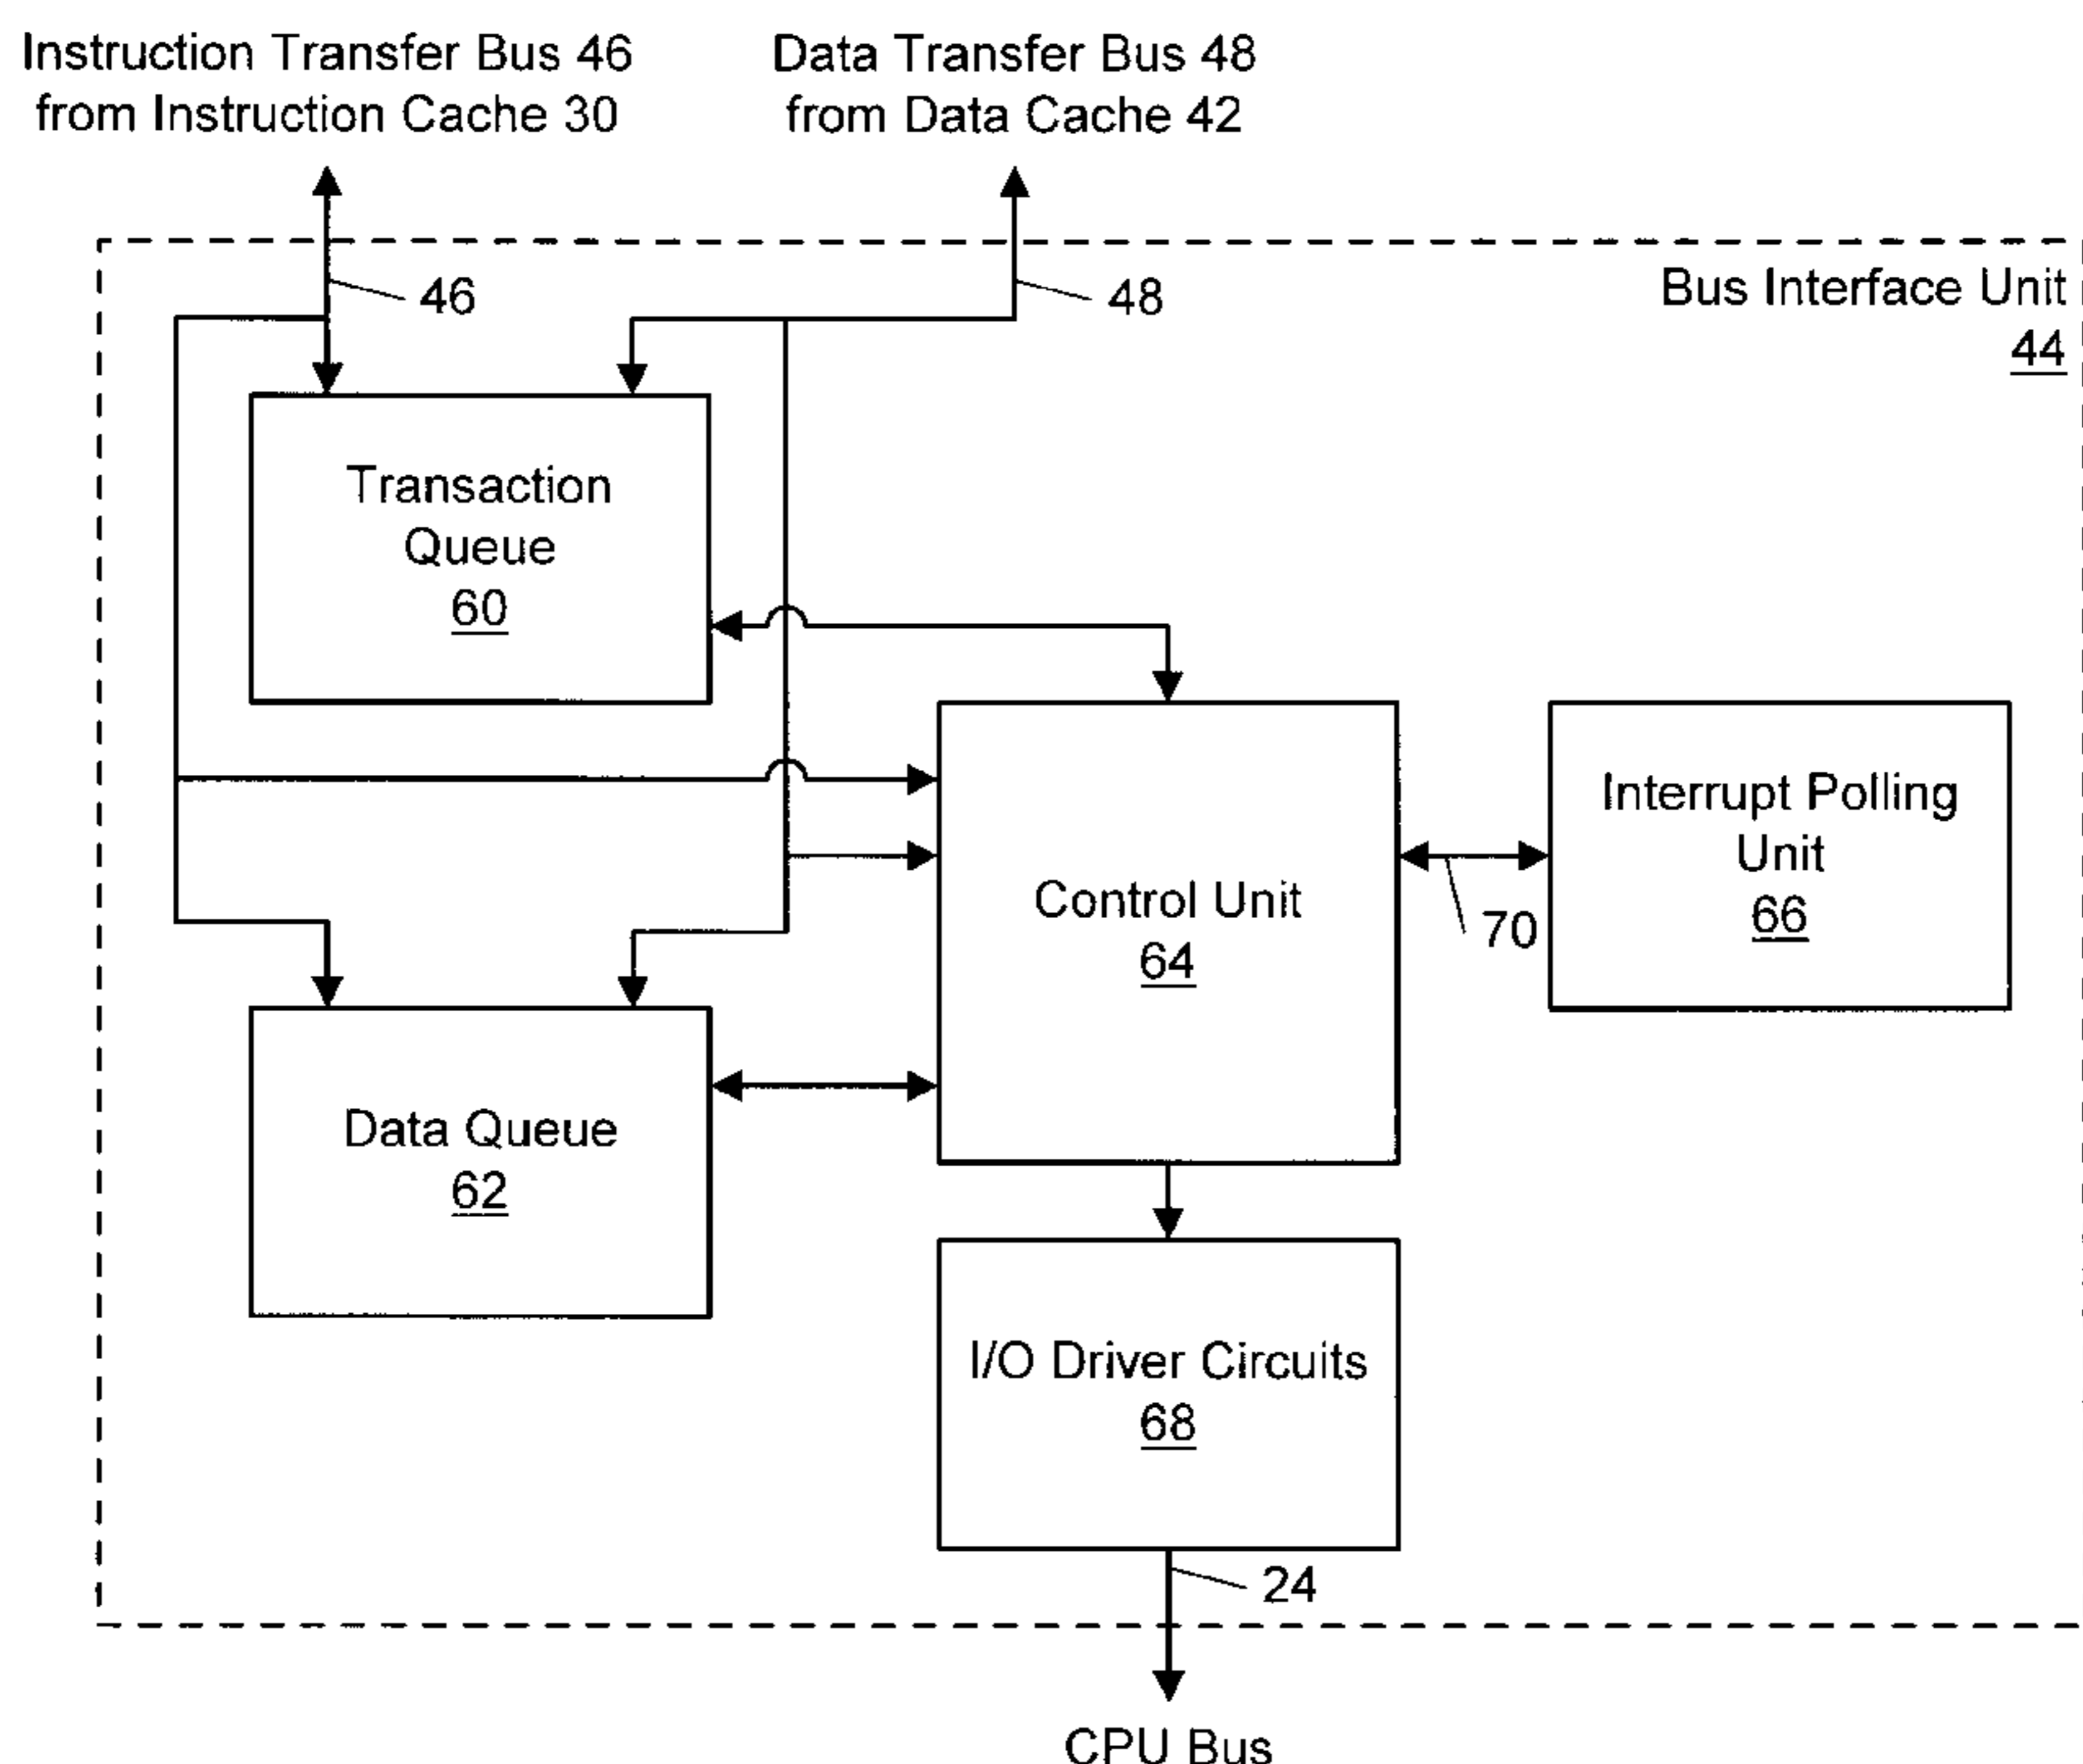 Instruction Transfer Bus 46
from Instruction Cache 30
Data Transfer Bus 48
from Data Cache 42
46
48
Bus Interface Unit
44
Transaction
Queue
60
Interrupt Polling
Unit
66
Control Unit
64
70
Data Queue
62
I/O Driver Circuits
68
24
CPU Bus